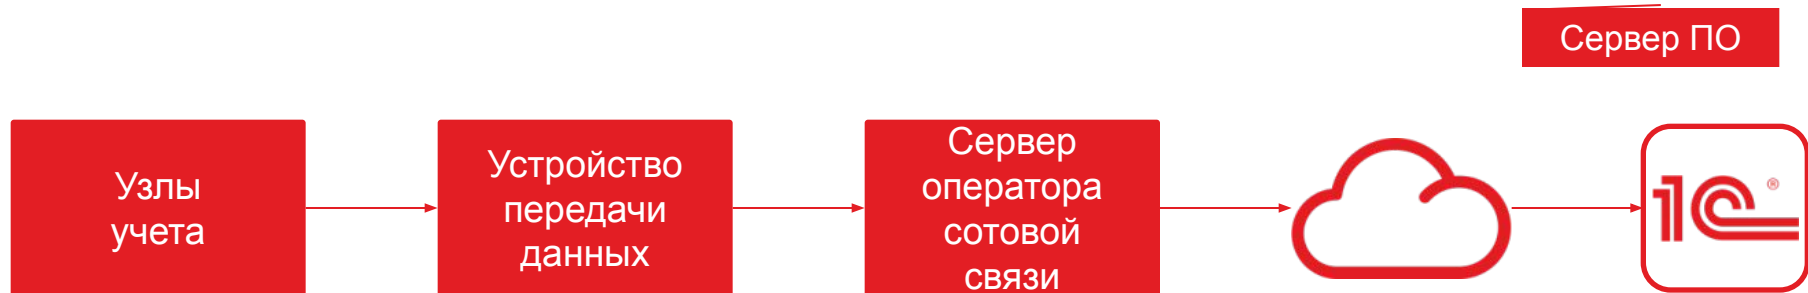 Сервер ПО
Узлы
учета
Устройство
передачи
данных
Сервер
оператора
сотовой
связи
1С®